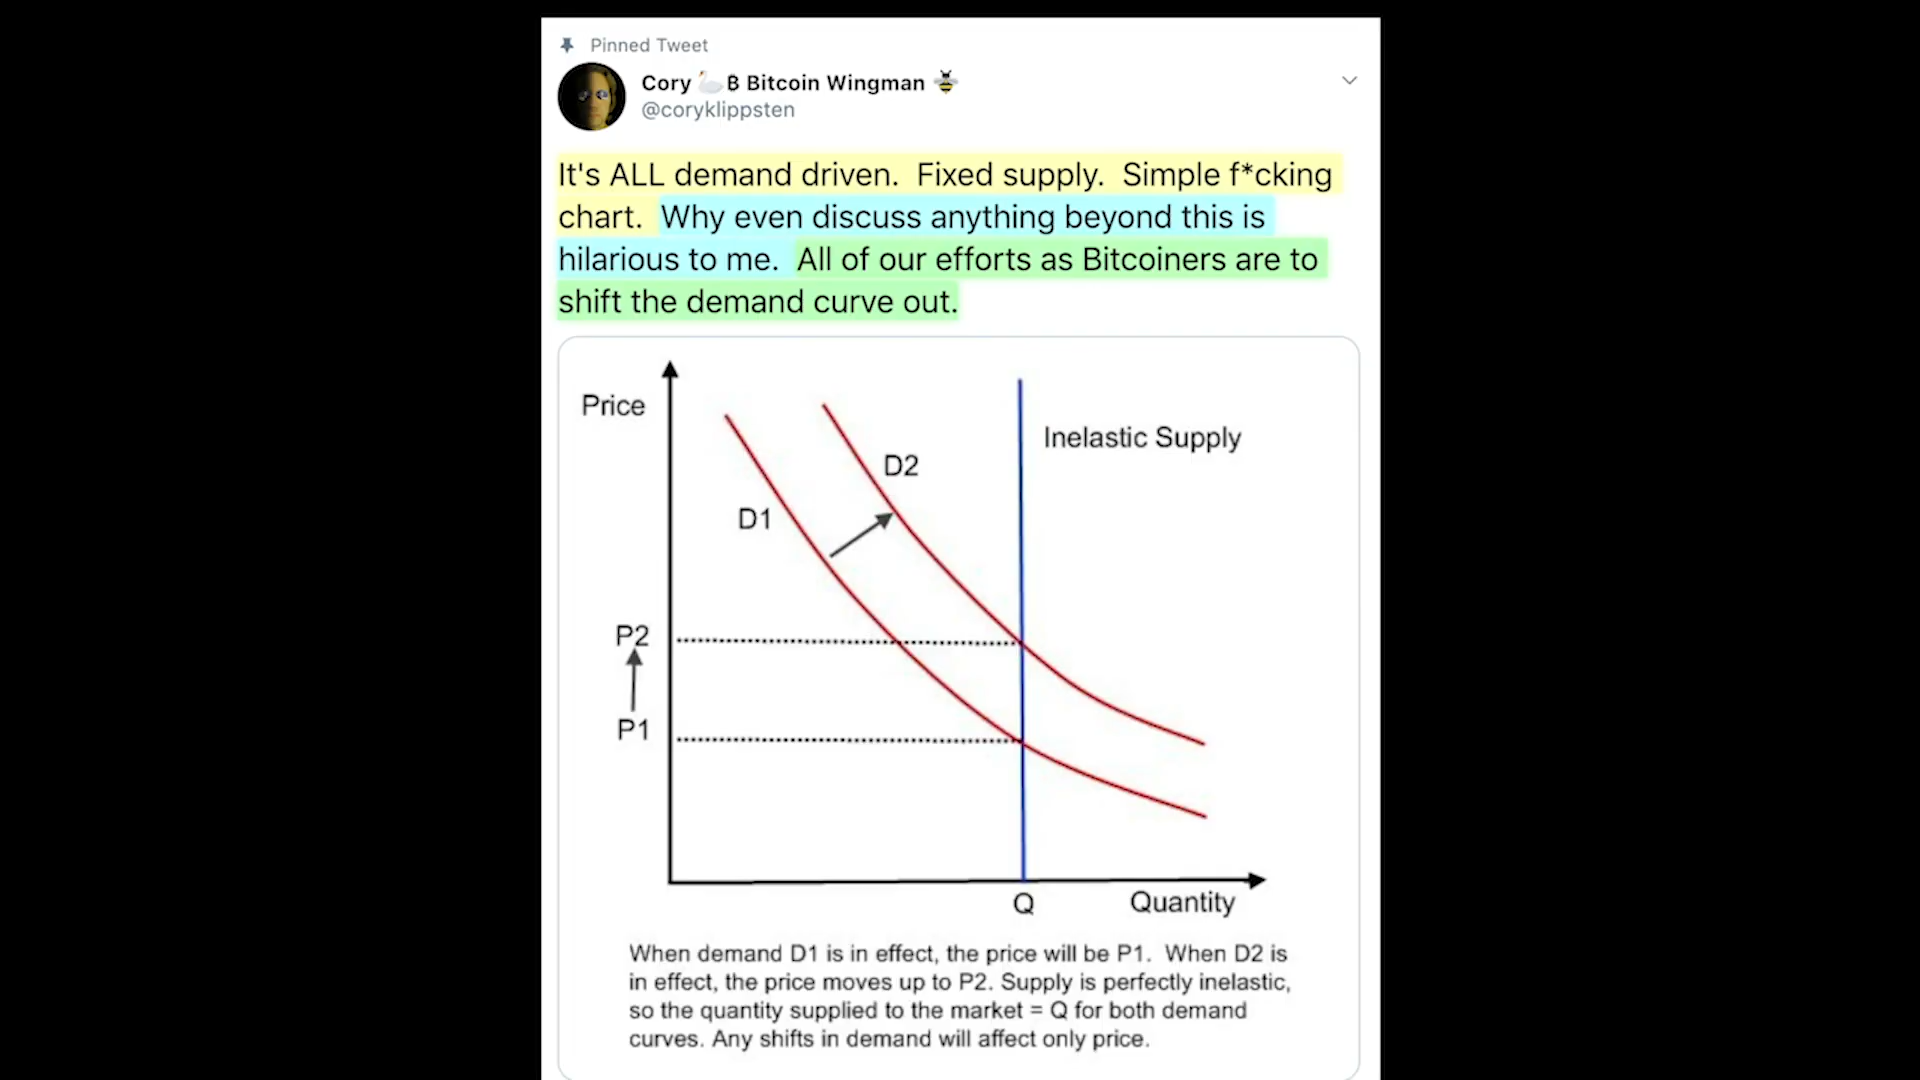 Pinned Tweet
Cory 🦢₿ Bitcoin Wingman 🐝
@coryklippsten
It's ALL demand driven. Fixed supply. Simple f*cking
chart. Why even discuss anything beyond this is
hilarious to me. All of our efforts as Bitcoiners are to
shift the demand curve out.
Price
Inelastic Supply
D2
D1
P2
P1
Q
Quantity
When demand D1 is in effect, the price will be P1. When D2 is
in effect, the price moves up to P2. Supply is perfectly inelastic,
so the quantity supplied to the market = Q for both demand
curves. Any shifts in demand will affect only price.